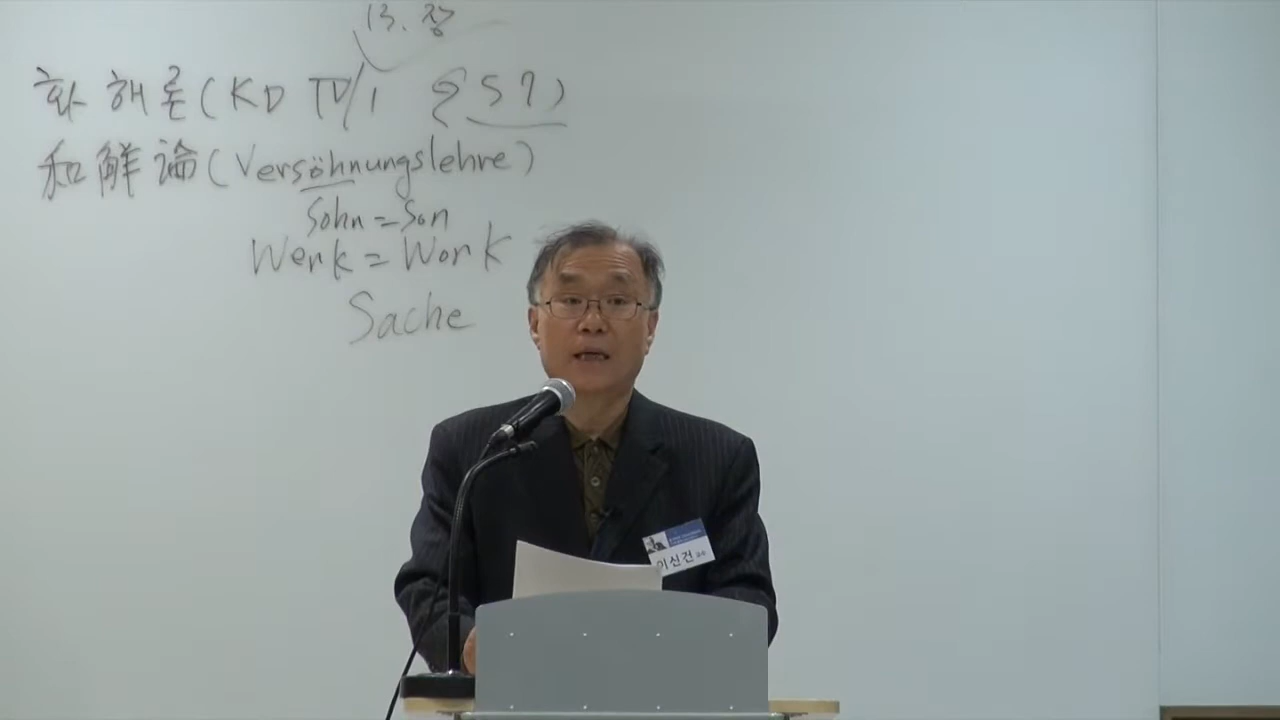 13. 장
화해론(KD IV/1 §57)
和解論(Versöhnungslehre)
Sohn=Son
Werk=Work
Sache
이신건